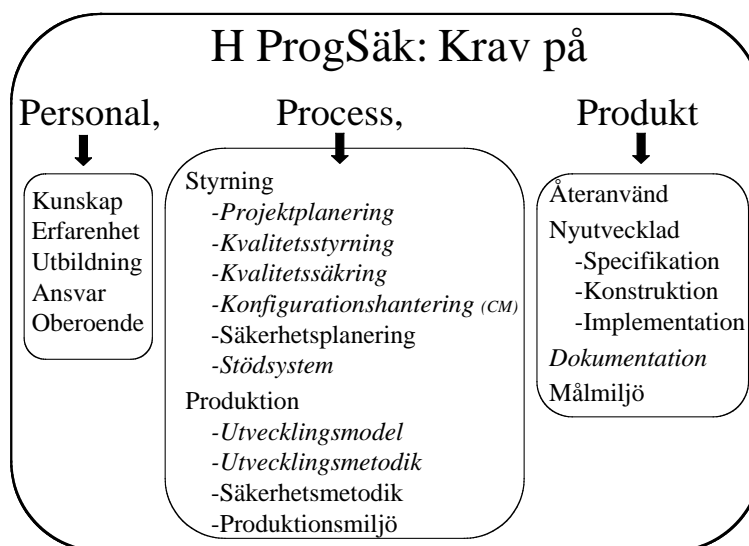 H ProgSäk: Krav på
Personal,
Kunskap
Erfarenhet
Utbildning
Ansvar
Oberoende
Process,
Styrning
-Projektplanering
-Kvalitetsstyrning
-Kvalitetssäkring
-Konfigurationshantering (CM)
-Säkerhetsplanering
-Stödsystem
Produktion
-Utvecklingsmodel
-Utvecklingsmetodik
-Säkerhetsmetodik
-Produktionsmiljö
Produkt
Återanvänd
Nyutvecklad
-Specifikation
-Konstruktion
-Implementation
Dokumentation
Målmiljö